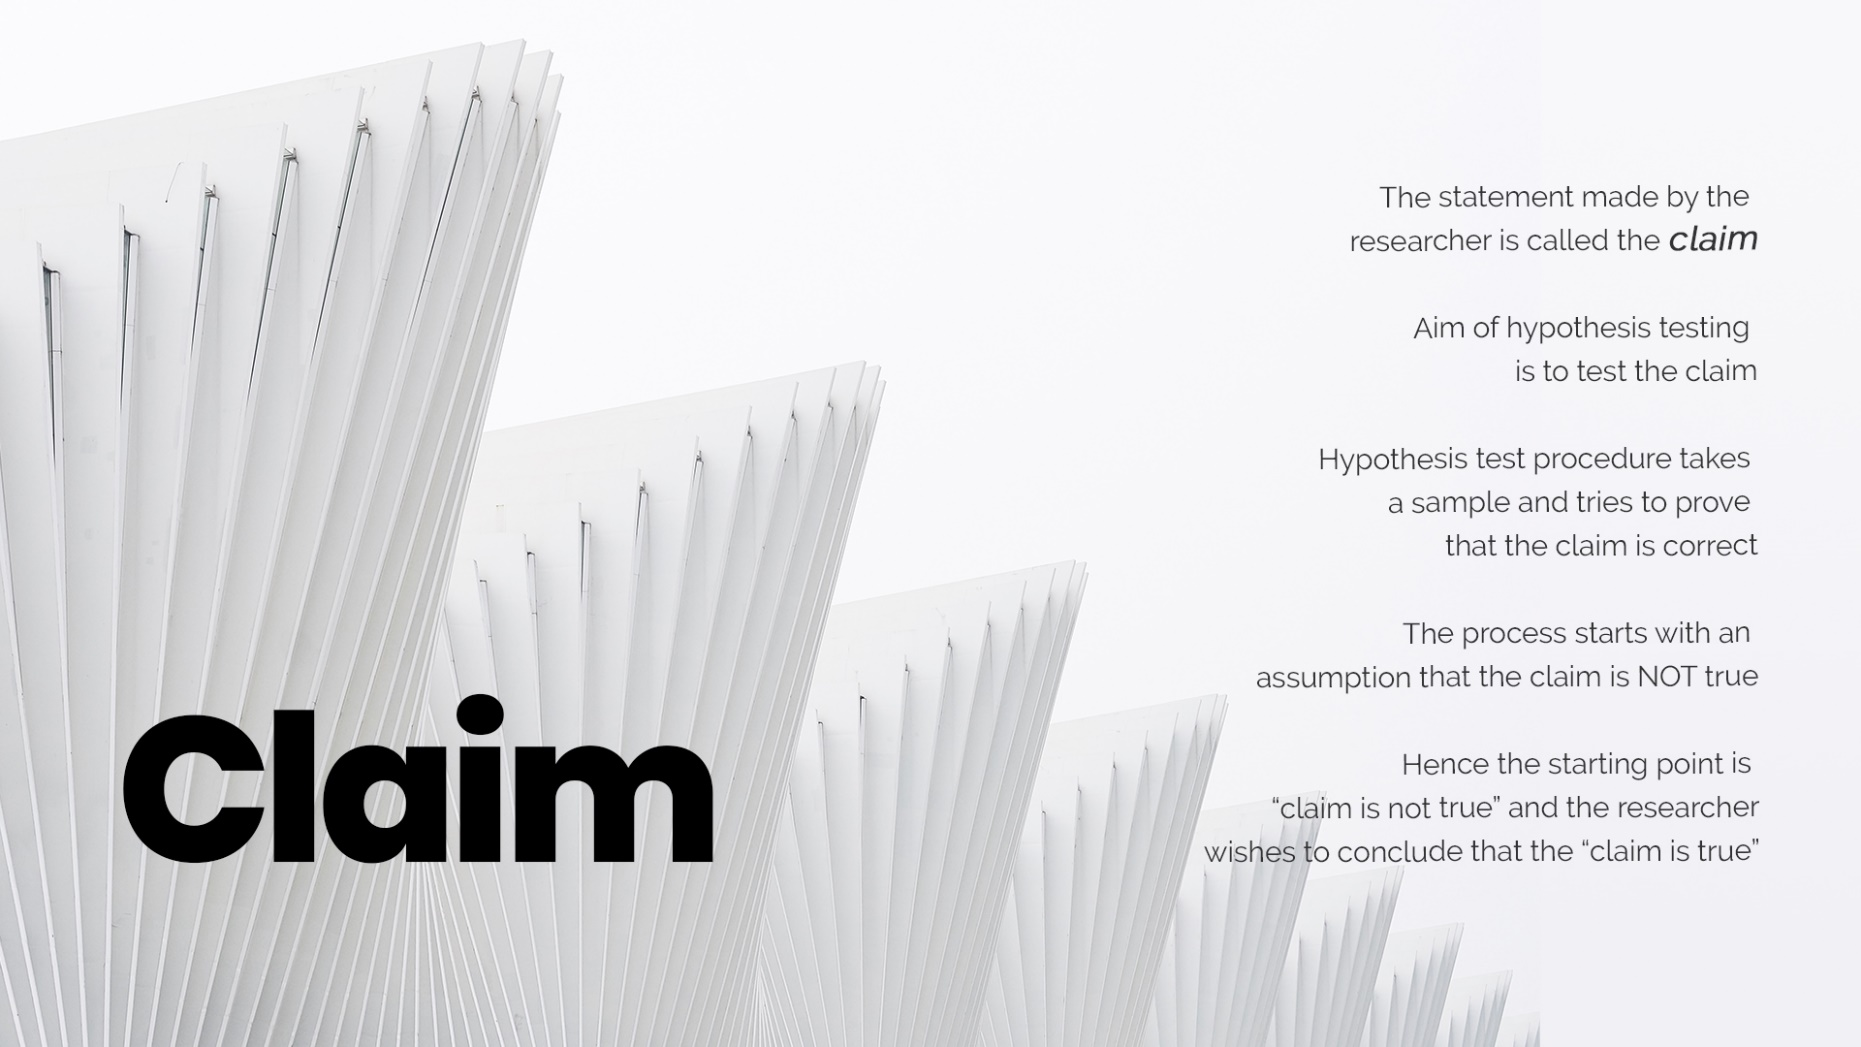 The statement made by the
researcher is called the claim
Aim of hypothesis testing
is to test the claim
Hypothesis test procedure takes
a sample and tries to prove
that the claim is correct
The process starts with an
assumption that the claim is NOT true
Hence the starting point is
“claim is not true” and the researcher
wishes to conclude that the “claim is true”
Claim